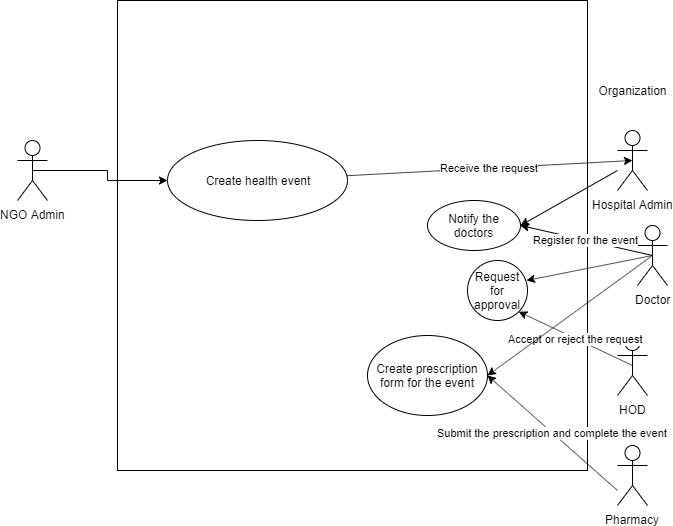 Organization
Create health event
Receive the request
NGO Admin
Hospital Admin
Notify the
doctors
Register for the event
Request
for
approval
Doctor
Accept or reject the request
Create prescription
form for the event
HOD
Submit the prescription and complete the event
Pharmacy